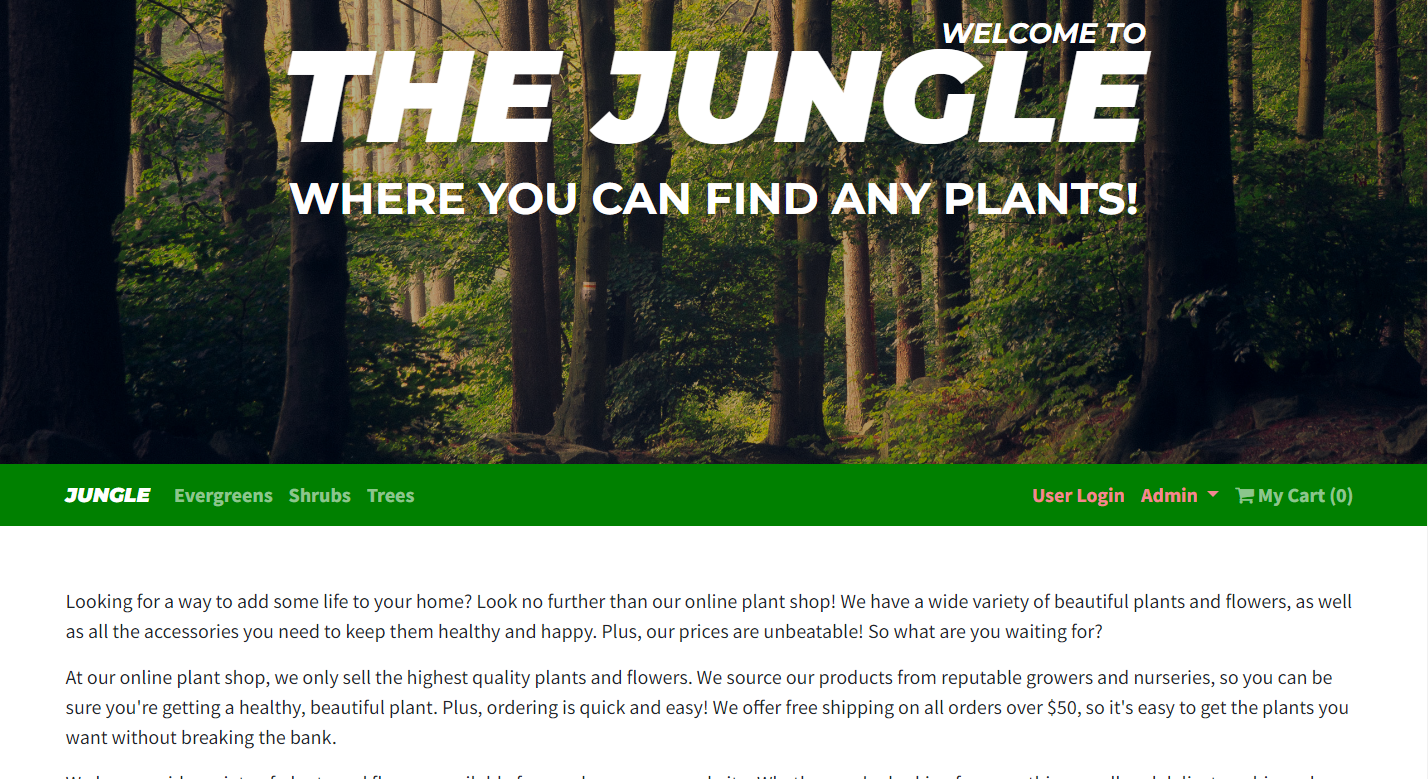 WELCOME TO
THE JUNGLE
WHERE YOU CAN FIND ANY PLANTS!
JUNGLE Evergreens Shrubs Trees User Login Admin My Cart (0)
Looking for a way to add some life to your home? Look no further than our online plant shop! We have a wide variety of beautiful plants and flowers, as well
as all the accessories you need to keep them healthy and happy. Plus, our prices are unbeatable! So what are you waiting for?
At our online plant shop, we only sell the highest quality plants and flowers. We source our products from reputable growers and nurseries, so you can be
sure you're getting a healthy, beautiful plant. Plus, ordering is quick and easy! We offer free shipping on all orders over $50, so it's easy to get the plants you
want without breaking the bank.